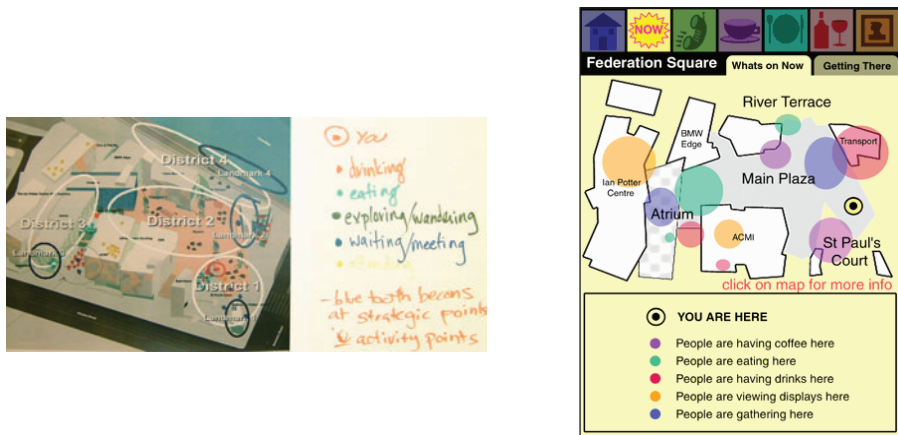 District 4
Landmark 4
District 3
District 2
District 1
You
drinking
eating
exploring/wandering
waiting/meeting
- blue tooth becons
at strategic points
activity points
NOW
Federation Square
Whats on Now
Getting There
River Terrace
BMW
Edge
Transport
Ian Potter
Centre
Main Plaza
Atrium
ACMI
St Paul's
Court
click on map for more info
YOU ARE HERE
People are having coffee here
People are eating here
People are having drinks here
People are viewing displays here
People are gathering here